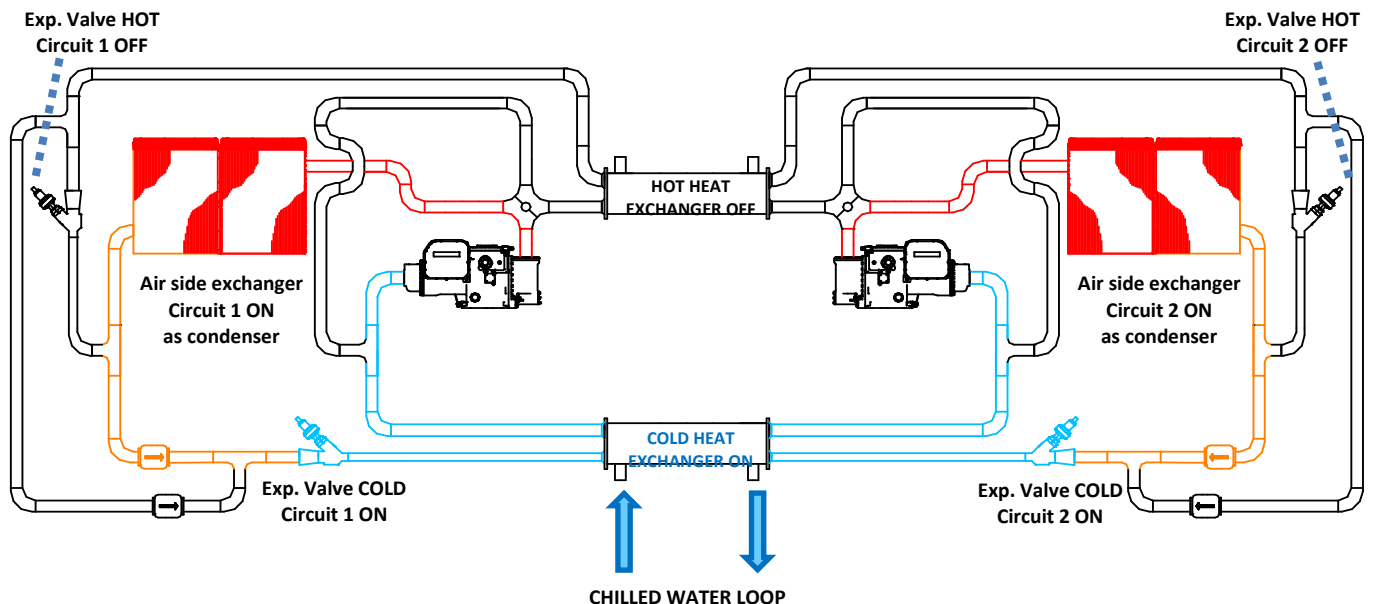 Exp. Valve HOT
Circuit 1 OFF
Exp. Valve HOT
Circuit 2 OFF
HOT HEAT
EXCHANGER OFF
Air side exchanger
Circuit 1 ON
as condenser
Air side exchanger
Circuit 2 ON
as condenser
COLD HEAT
EXCHANGER ON
Exp. Valve COLD
Circuit 1 ON
Exp. Valve COLD
Circuit 2 ON
CHILLED WATER LOOP